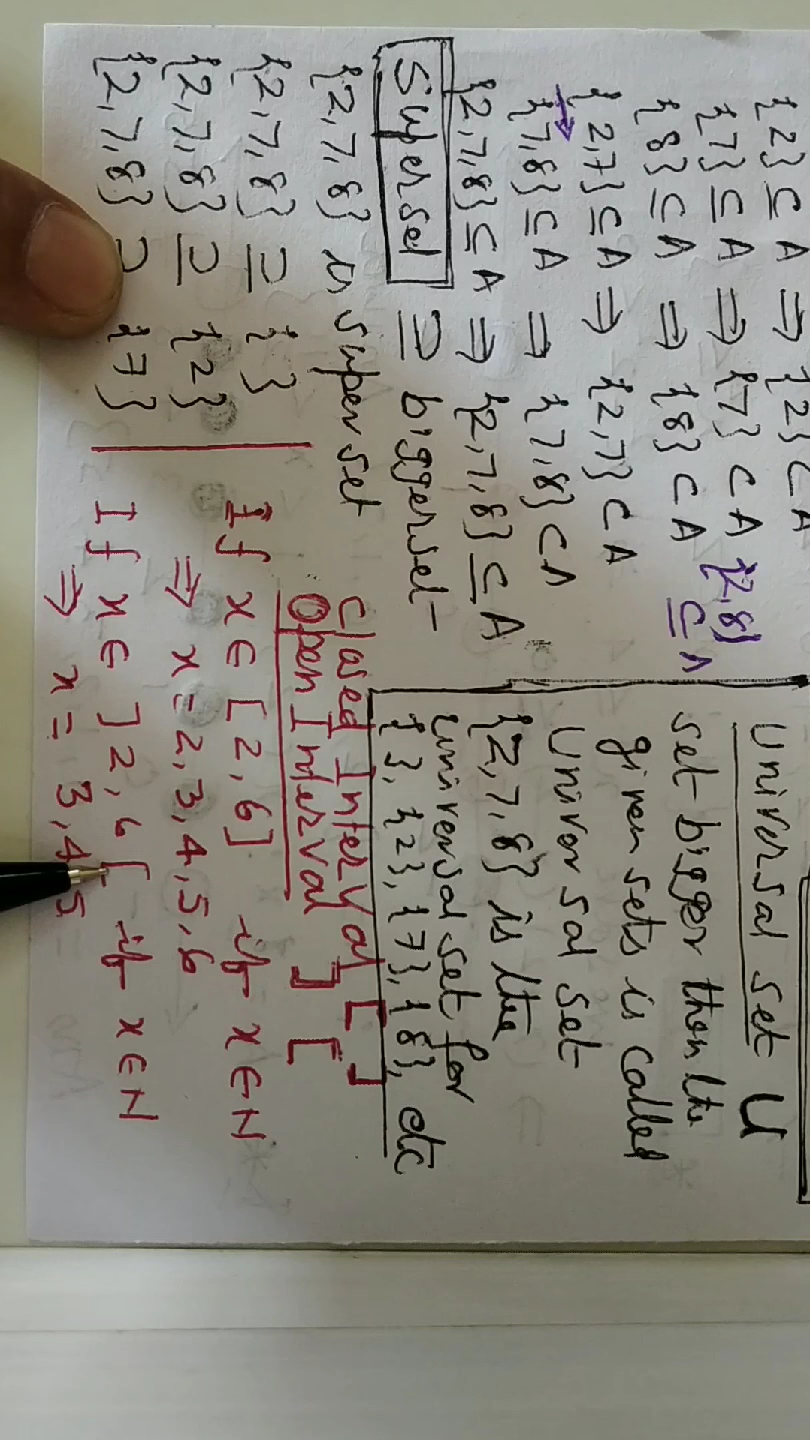 {2} ⊆ A ⇒ {2} ⊂ A
{7} ⊆ A ⇒ {7} ⊂ A
{8} ⊆ A ⇒ {8} ⊂ A
{2,8} ⊆ A
{2,7} ⊆ A ⇒ {2,7} ⊂ A
{7,8} ⊆ A ⇒ {7,8} ⊂ A
{2,7,8} ⊆ A ⇒ {2,7,8} ⊆ A
Superset ⊇ bigger set
{2,7,8} is superset
{2,7,8} ⊇ { }
{2,7,8} ⊇ {2}
{2,7,8} ⊇ {7}
Universal set U
set bigger then the
given sets is called
Universal set
{2,7,8} is the
universal set for
{ }, {2}, {7}, {8}, etc
Closed Interval [ ]
Open Interval ] [
If x ∈ [2,6] if x ∈ N
⇒ x = 2,3,4,5,6
If x ∈ ]2,6[ if x ∈ N
⇒ x = 3,4,5